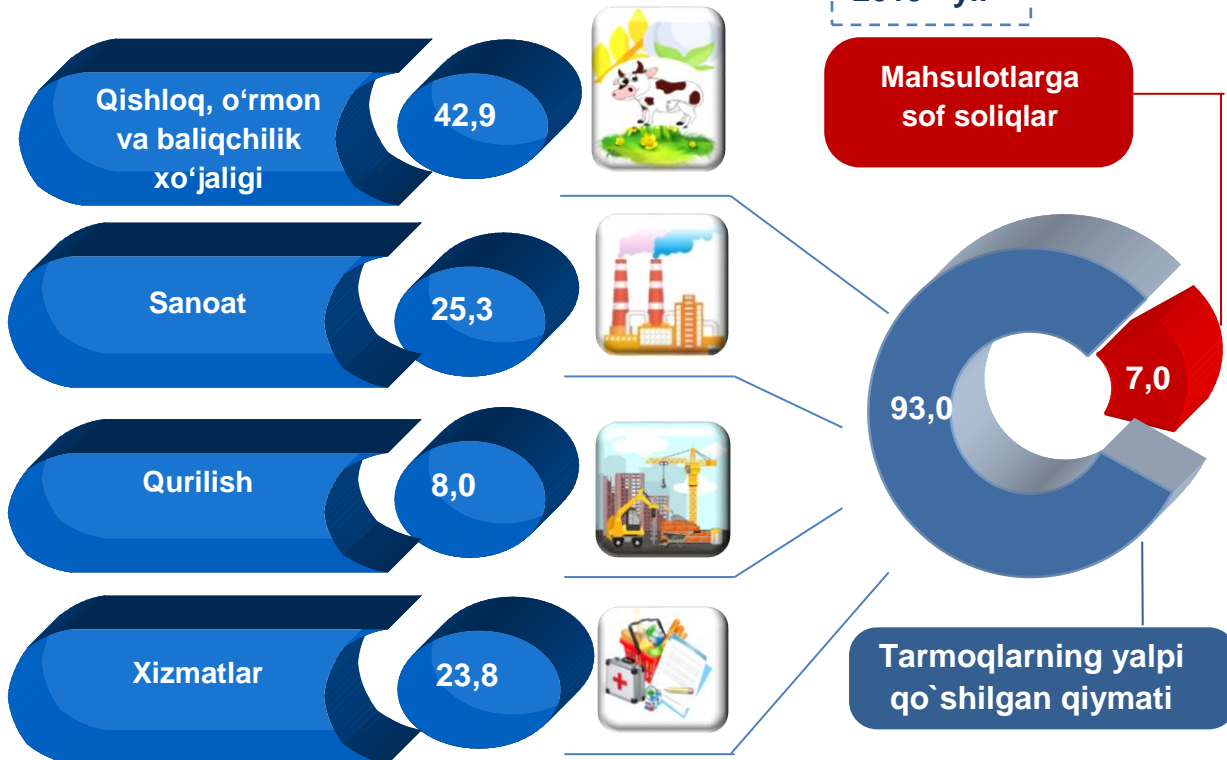 Mahsulotlarga
sof soliqlar
Qishloq, o‘rmon
va baliqchilik
xo‘jaligi
42,9
Sanoat
25,3
Qurilish
8,0
Xizmatlar
23,8
93,0
7,0
Tarmoqlarning yalpi
qo`shilgan qiymati